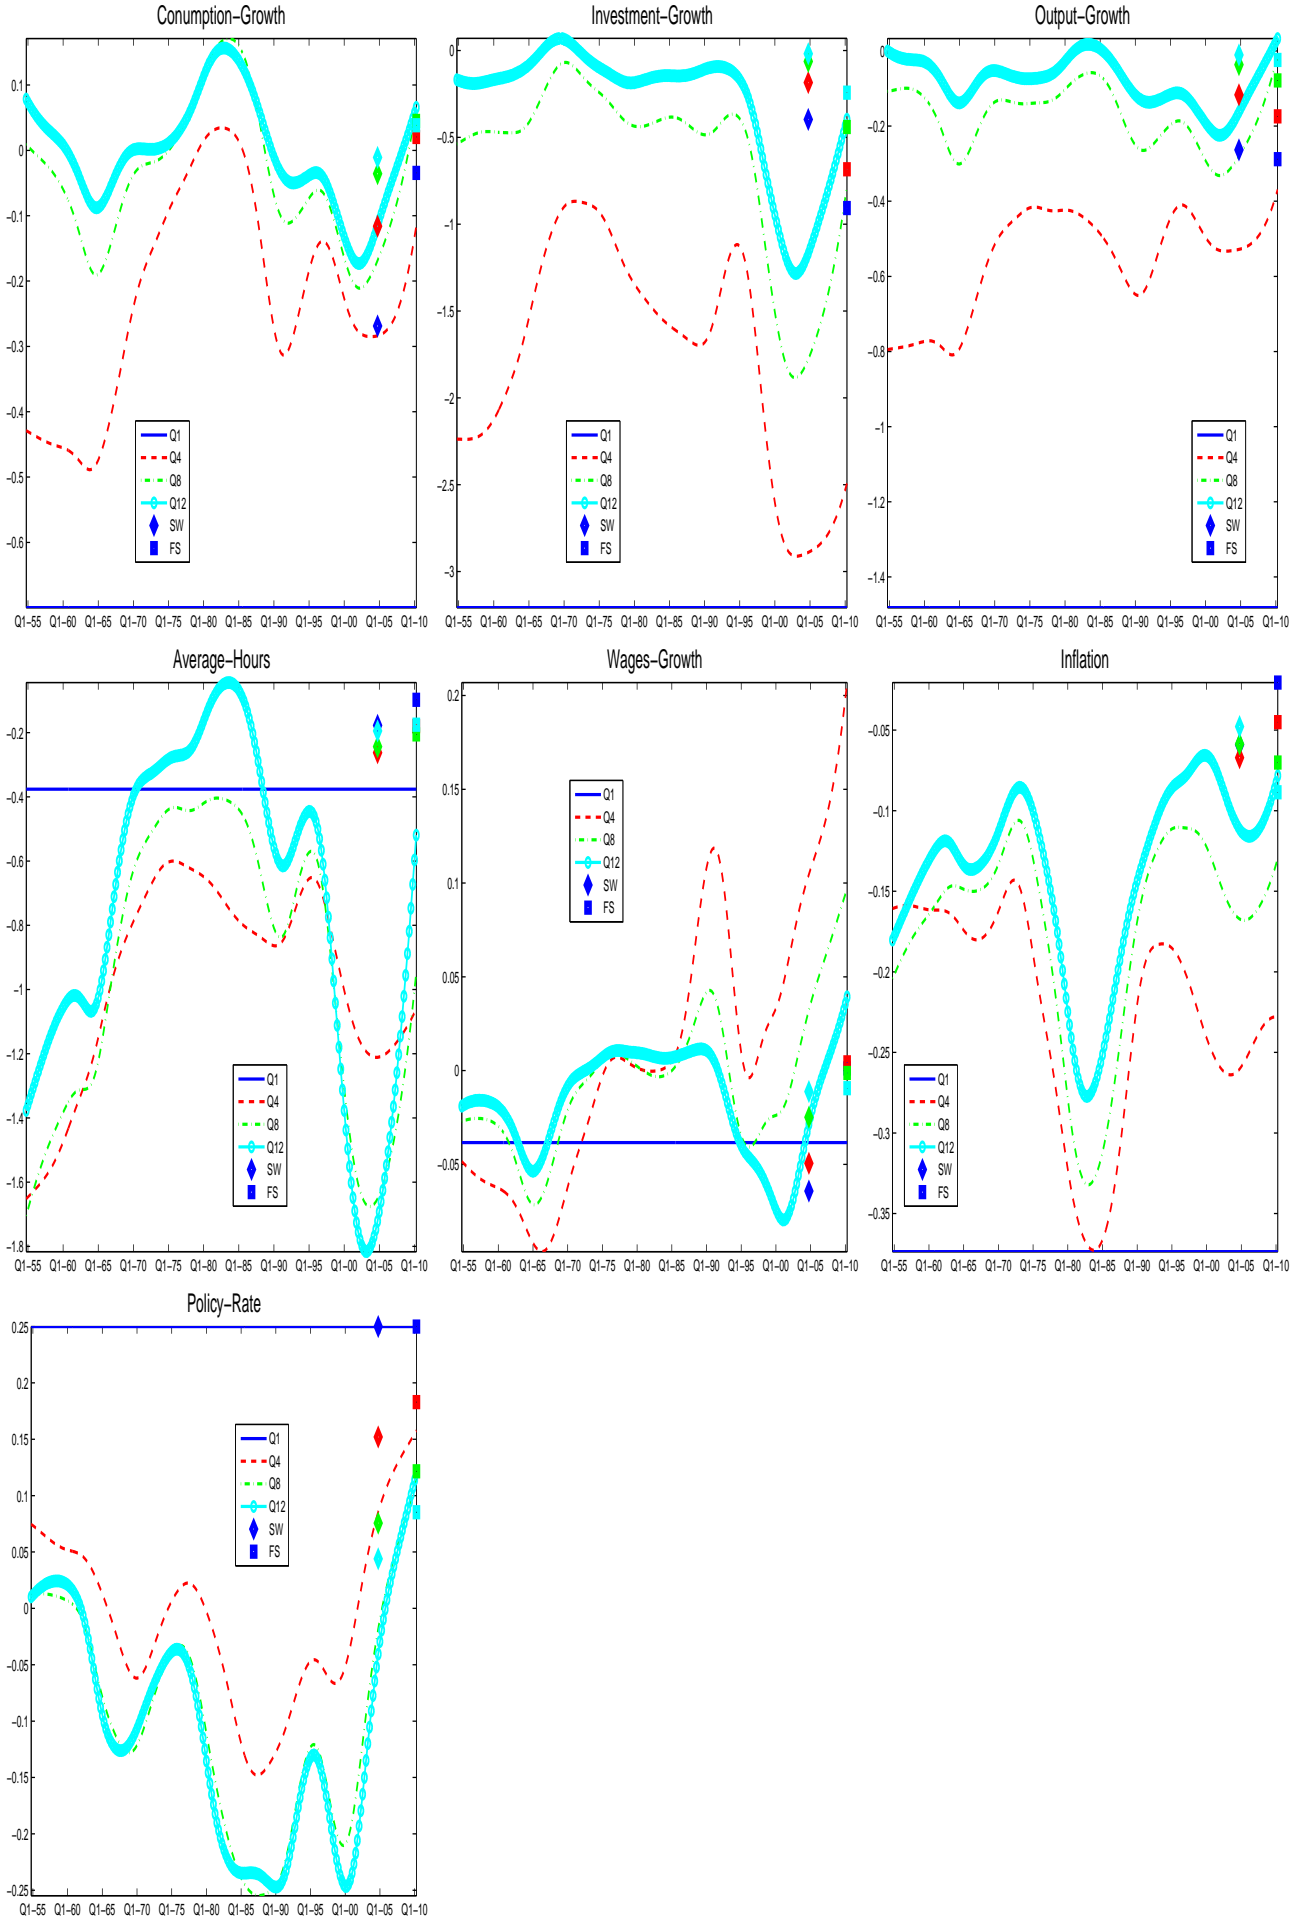 Conumption–Growth
0.1
0
−0.1
−0.2
−0.3
−0.4
−0.5
−0.6
Q1
Q4
Q8
Q12
SW
FS
Q1−55 Q1−60 Q1−65 Q1−70 Q1−75 Q1−80 Q1−85 Q1−90 Q1−95 Q1−00 Q1−05 Q1−10
Investment–Growth
0
−0.5
−1
−1.5
−2
−2.5
−3
Q1
Q4
Q8
Q12
SW
FS
Q1−55 Q1−60 Q1−65 Q1−70 Q1−75 Q1−80 Q1−85 Q1−90 Q1−95 Q1−00 Q1−05 Q1−10
Output–Growth
0
−0.2
−0.4
−0.6
−0.8
−1
−1.2
−1.4
Q1
Q4
Q8
Q12
SW
FS
Q1−55 Q1−60 Q1−65 Q1−70 Q1−75 Q1−80 Q1−85 Q1−90 Q1−95 Q1−00 Q1−05 Q1−10
Average–Hours
−0.2
−0.4
−0.6
−0.8
−1
−1.2
−1.4
−1.6
−1.8
Q1
Q4
Q8
Q12
SW
FS
Q1−55 Q1−60 Q1−65 Q1−70 Q1−75 Q1−80 Q1−85 Q1−90 Q1−95 Q1−00 Q1−05 Q1−10
Wages–Growth
0.2
0.15
0.1
0.05
0
−0.05
Q1
Q4
Q8
Q12
SW
FS
Q1−55 Q1−60 Q1−65 Q1−70 Q1−75 Q1−80 Q1−85 Q1−90 Q1−95 Q1−00 Q1−05 Q1−10
Inflation
−0.05
−0.1
−0.15
−0.2
−0.25
−0.3
−0.35
Q1
Q4
Q8
Q12
SW
FS
Q1−55 Q1−60 Q1−65 Q1−70 Q1−75 Q1−80 Q1−85 Q1−90 Q1−95 Q1−00 Q1−05 Q1−10
Policy–Rate
0.25
0.2
0.15
0.1
0.05
0
−0.05
−0.1
−0.15
−0.2
−0.25
Q1
Q4
Q8
Q12
SW
FS
Q1−55 Q1−60 Q1−65 Q1−70 Q1−75 Q1−80 Q1−85 Q1−90 Q1−95 Q1−00 Q1−05 Q1−10